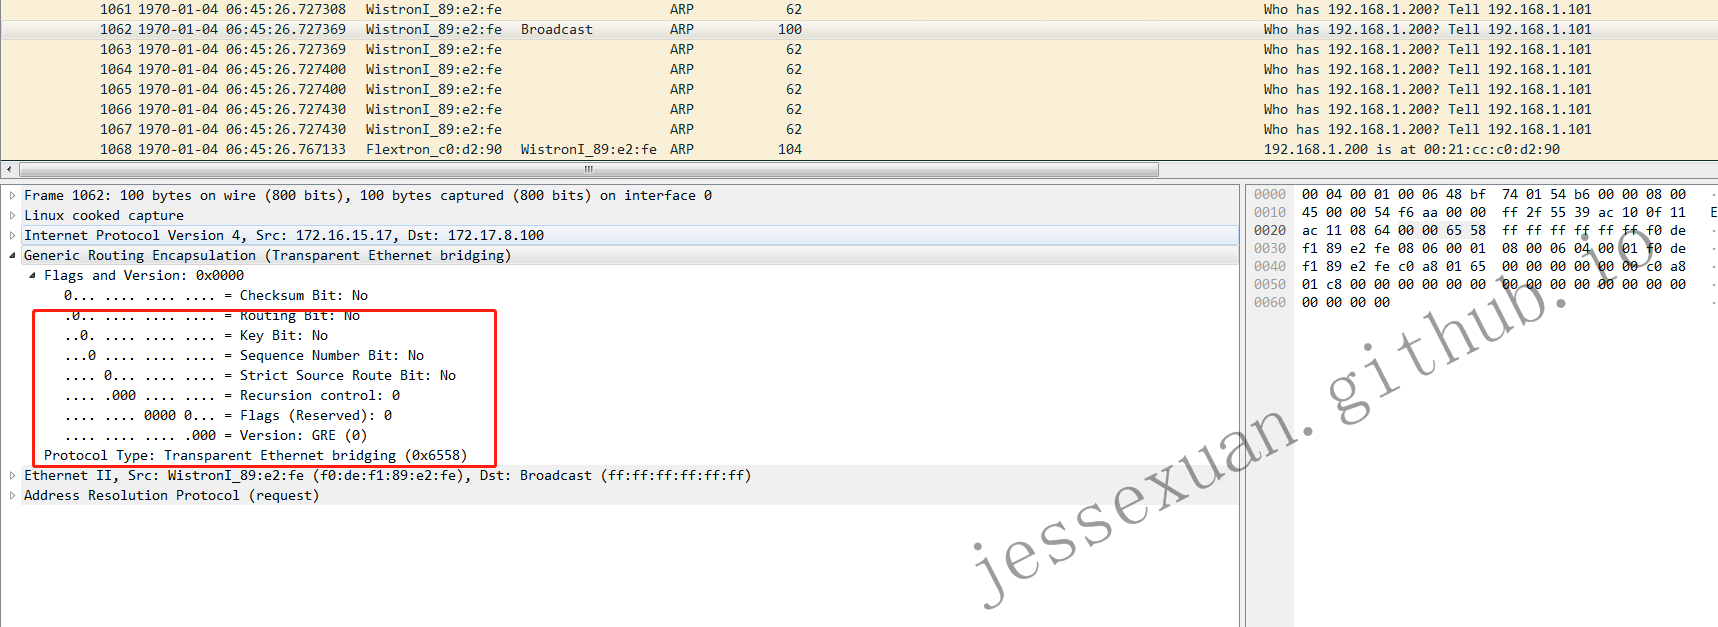 1061 1970-01-04 06:45:26.727308 WistronI_89:e2:fe ARP 62 Who has 192.168.1.200? Tell 192.168.1.101
1062 1970-01-04 06:45:26.727369 WistronI_89:e2:fe Broadcast ARP 100 Who has 192.168.1.200? Tell 192.168.1.101
1063 1970-01-04 06:45:26.727369 WistronI_89:e2:fe ARP 62 Who has 192.168.1.200? Tell 192.168.1.101
1064 1970-01-04 06:45:26.727400 WistronI_89:e2:fe ARP 62 Who has 192.168.1.200? Tell 192.168.1.101
1065 1970-01-04 06:45:26.727400 WistronI_89:e2:fe ARP 62 Who has 192.168.1.200? Tell 192.168.1.101
1066 1970-01-04 06:45:26.727430 WistronI_89:e2:fe ARP 62 Who has 192.168.1.200? Tell 192.168.1.101
1067 1970-01-04 06:45:26.727430 WistronI_89:e2:fe ARP 62 Who has 192.168.1.200? Tell 192.168.1.101
1068 1970-01-04 06:45:26.767133 Flextron_c0:d2:90 WistronI_89:e2:fe ARP 104 192.168.1.200 is at 00:21:cc:c0:d2:90
Frame 1062: 100 bytes on wire (800 bits), 100 bytes captured (800 bits) on interface 0
Linux cooked capture
Internet Protocol Version 4, Src: 172.16.15.17, Dst: 172.17.8.100
Generic Routing Encapsulation (Transparent Ethernet bridging)
Flags and Version: 0x0000
0... .... .... .... = Checksum Bit: No
.0.. .... .... .... = Routing Bit: No
..0. .... .... .... = Key Bit: No
...0 .... .... .... = Sequence Number Bit: No
.... 0... .... .... = Strict Source Route Bit: No
.... .000 .... .... = Recursion control: 0
.... .... 0000 0... = Flags (Reserved): 0
.... .... .... .000 = Version: GRE (0)
Protocol Type: Transparent Ethernet bridging (0x6558)
Ethernet II, Src: WistronI_89:e2:fe (f0:de:f1:89:e2:fe), Dst: Broadcast (ff:ff:ff:ff:ff:ff)
Address Resolution Protocol (request)
0000 00 04 00 01 00 06 48 bf 74 01 54 b6 00 00 08 00 .
0010 45 00 00 54 f6 aa 00 00 ff 2f 55 39 ac 10 0f 11 E
0020 ac 11 08 64 00 00 65 58 ff ff ff ff ff ff f0 de .
0030 f1 89 e2 fe 08 06 00 01 08 00 06 04 00 01 f0 de .
0040 f1 89 e2 fe c0 a8 01 65 00 00 00 00 00 00 c0 a8 .
0050 01 c8 00 00 00 00 00 00 00 00 00 00 00 00 00 00 .
0060 00 00 00 00 .
jessexuan.github.io